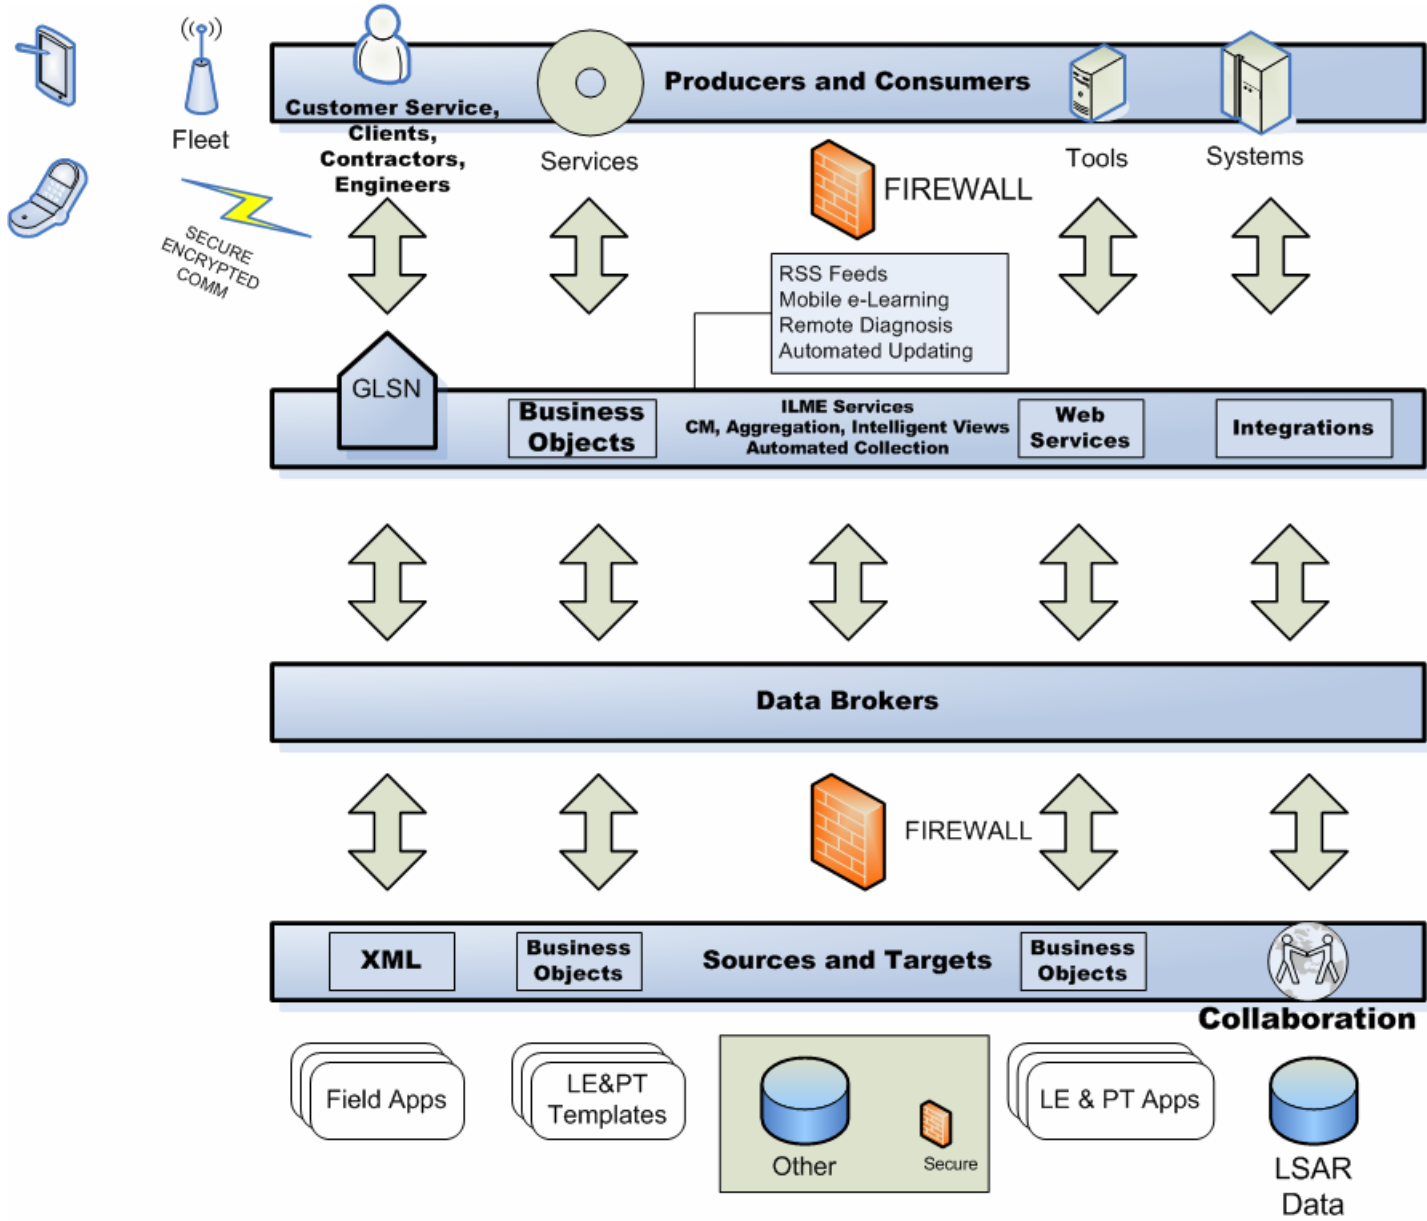 Producers and Consumers
Customer Service,
Clients,
Contractors,
Engineers
Fleet
Services
Tools
Systems
FIREWALL
SECURE
ENCRYPTED
COMM
RSS Feeds
Mobile e-Learning
Remote Diagnosis
Automated Updating
GLSN
Business
Objects
ILME Services
CM, Aggregation, Intelligent Views
Automated Collection
Web
Services
Integrations
Data Brokers
FIREWALL
XML
Business
Objects
Sources and Targets
Business
Objects
Collaboration
Field Apps
LE&PT
Templates
Other
Secure
LE & PT Apps
LSAR
Data